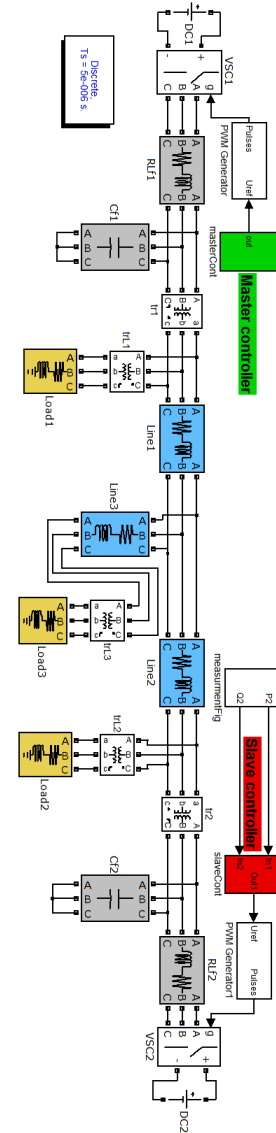 Master controller
Slave controller
out
masterCont
P2
Q2
measurmentFig
In1
In2
Out1
slaveCont
Pulses
Uref
PWM Generator
Uref
Pulses
PWM Generator1
DC1
+
-
g
A
B
C
VSC1
A
B
C
A
B
C
RLf1
A
B
C
a
b
c
tr1
A
B
C
A
B
C
Line1
A
B
C
A
B
C
Line2
A
B
C
a
b
c
tr2
A
B
C
A
B
C
RLf2
g
A
B
C
+
-
VSC2
DC2
Cf1
A
B
C
trL1
A
B
C
a
b
c
Load1
A
B
C
Line3
A
B
C
A
B
C
trL3
A
B
C
a
b
c
Load3
A
B
C
trL2
A
B
C
a
b
c
Load2
A
B
C
Cf2
A
B
C
Discrete,
Ts = 5e-006 s.